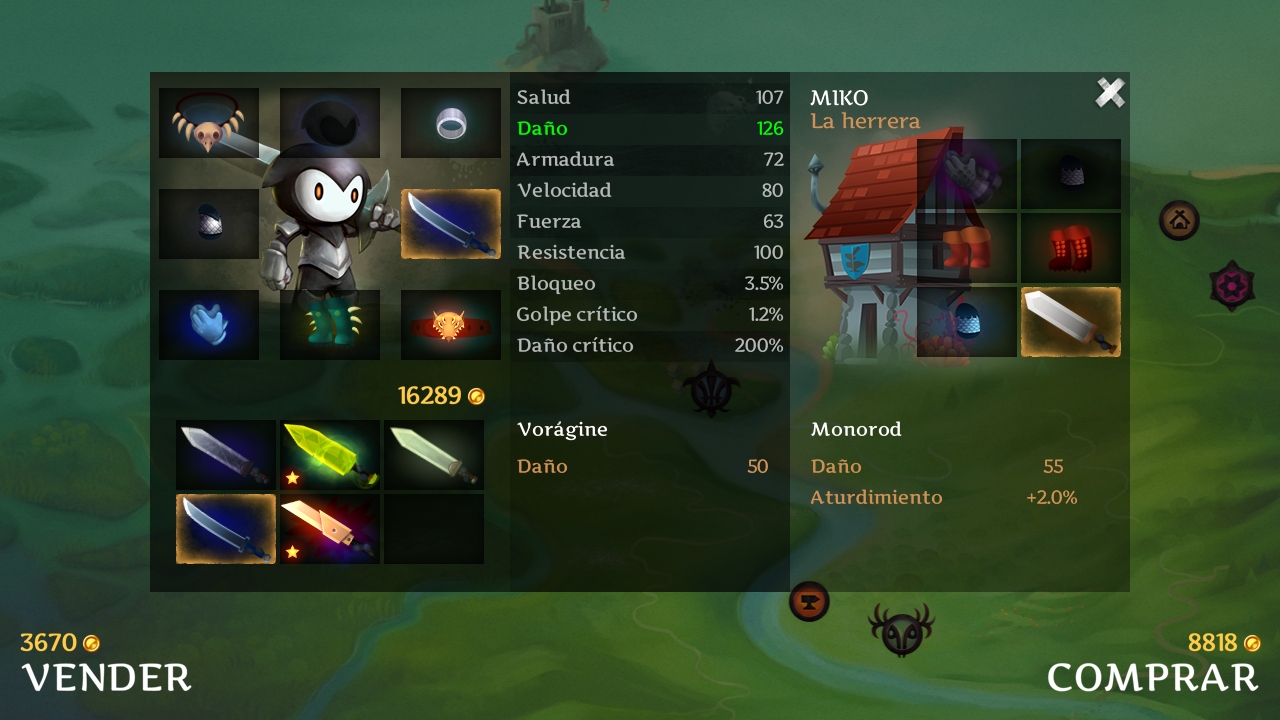 Salud 107
Daño 126
Armadura 72
Velocidad 80
Fuerza 63
Resistencia 100
Bloqueo 3.5%
Golpe crítico 1.2%
Daño crítico 200%
MIKO
La herrera
16289
Vorágine
Daño 50
Monorod
Daño 55
Aturdimiento +2.0%
3670
VENDER
8818
COMPRAR